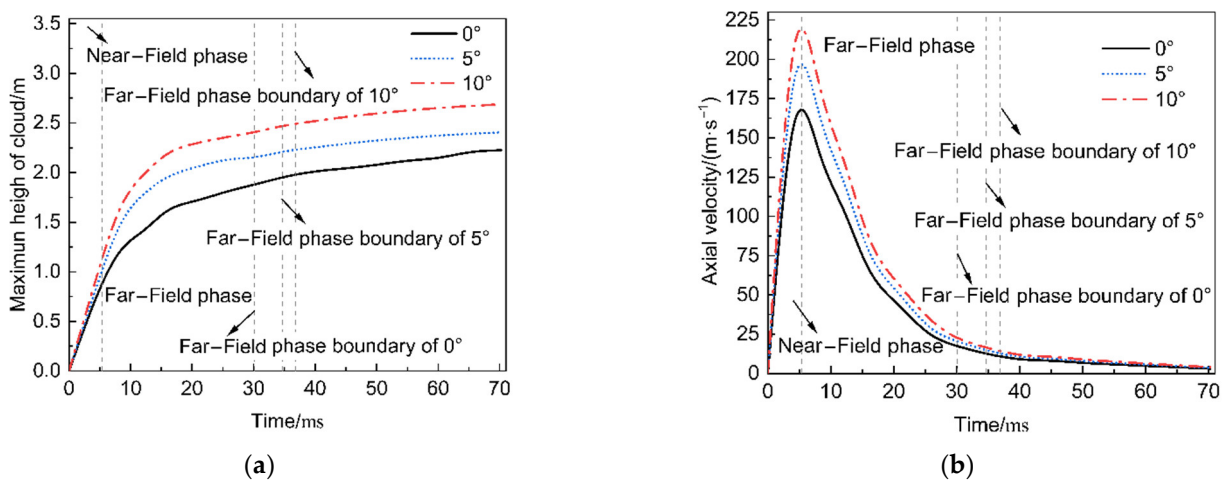 3.5
3.0
2.5
2.0
1.5
1.0
0.5
0.0
Maximun heigh of cloud/m
0°
5°
10°
Near−Field phase
Far−Field phase boundary of 10°
Far−Field phase boundary of 5°
Far−Field phase
Far−Field phase boundary of 0°
0 10 20 30 40 50 60 70
Time/ms
(a)
225
200
175
150
125
100
75
50
25
0
Axial velocity/(m·s⁻¹)
Far−Field phase
0°
5°
10°
Far−Field phase boundary of 10°
Far−Field phase boundary of 5°
Far−Field phase boundary of 0°
Near−Field phase
0 10 20 30 40 50 60 70
Time/ms
(b)